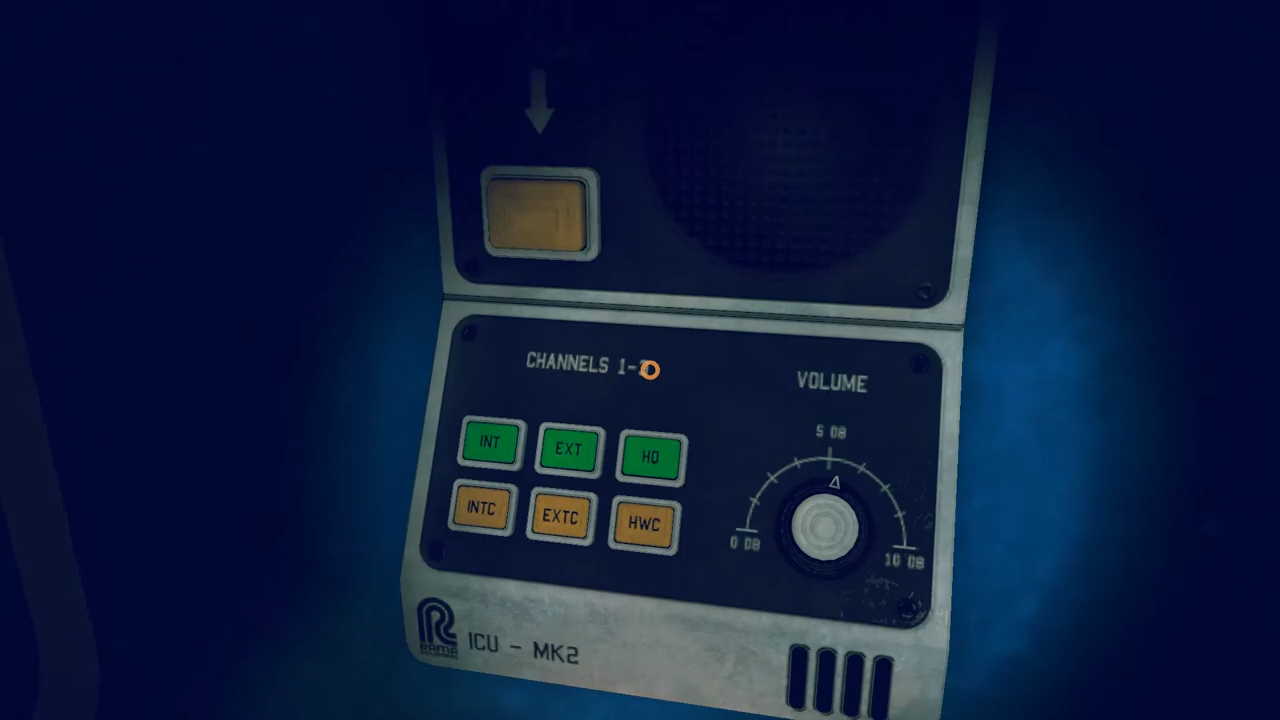 CHANNELS 1-
VOLUME
5 DB
INT EXT HQ
INTC EXTC HWC
0 DB 10 DB
RAMA
ICU - MK2